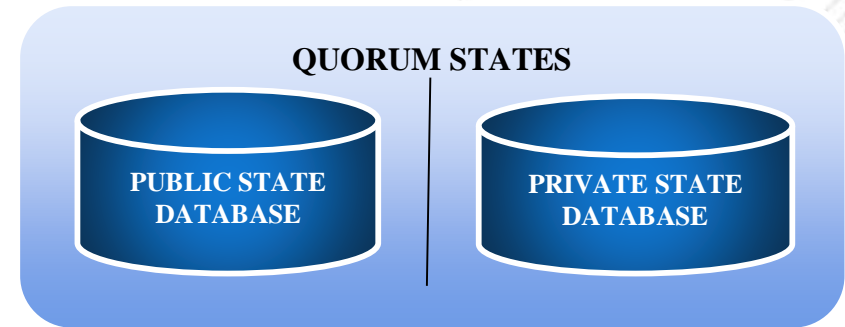 QUORUM STATES
PUBLIC STATE
DATABASE
PRIVATE STATE
DATABASE